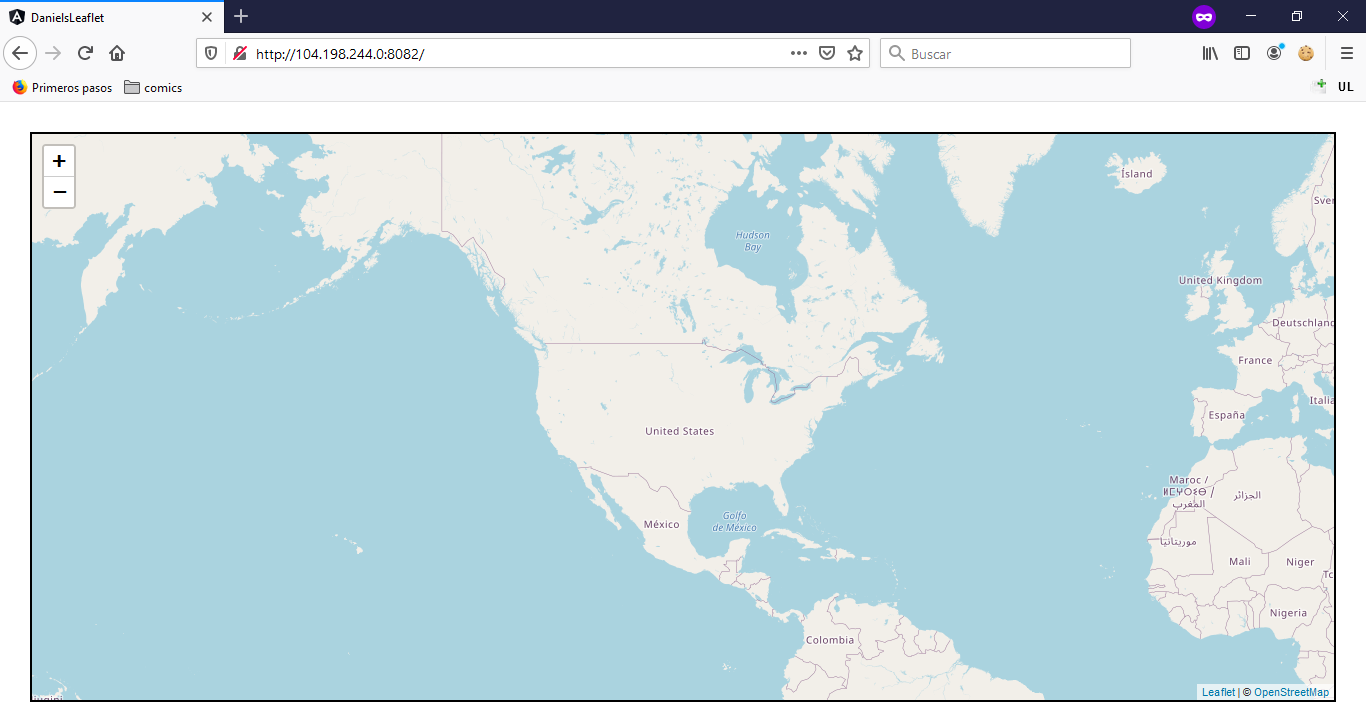 DanielsLeaflet
http://104.198.244.0:8082/
Buscar
Primeros pasos
comics
UL
+
−
Ísland
Sver
Hudson
Bay
United Kingdom
Deutschland
France
Italia
España
United States
Maroc /
ⵍⵎⵖⵔⵉⴱ /
المغرب
الجزائر
Golfo
de México
México
موريتانيا
Mali
Niger
Tc
Nigeria
Colombia
Leaflet | © OpenStreetMap